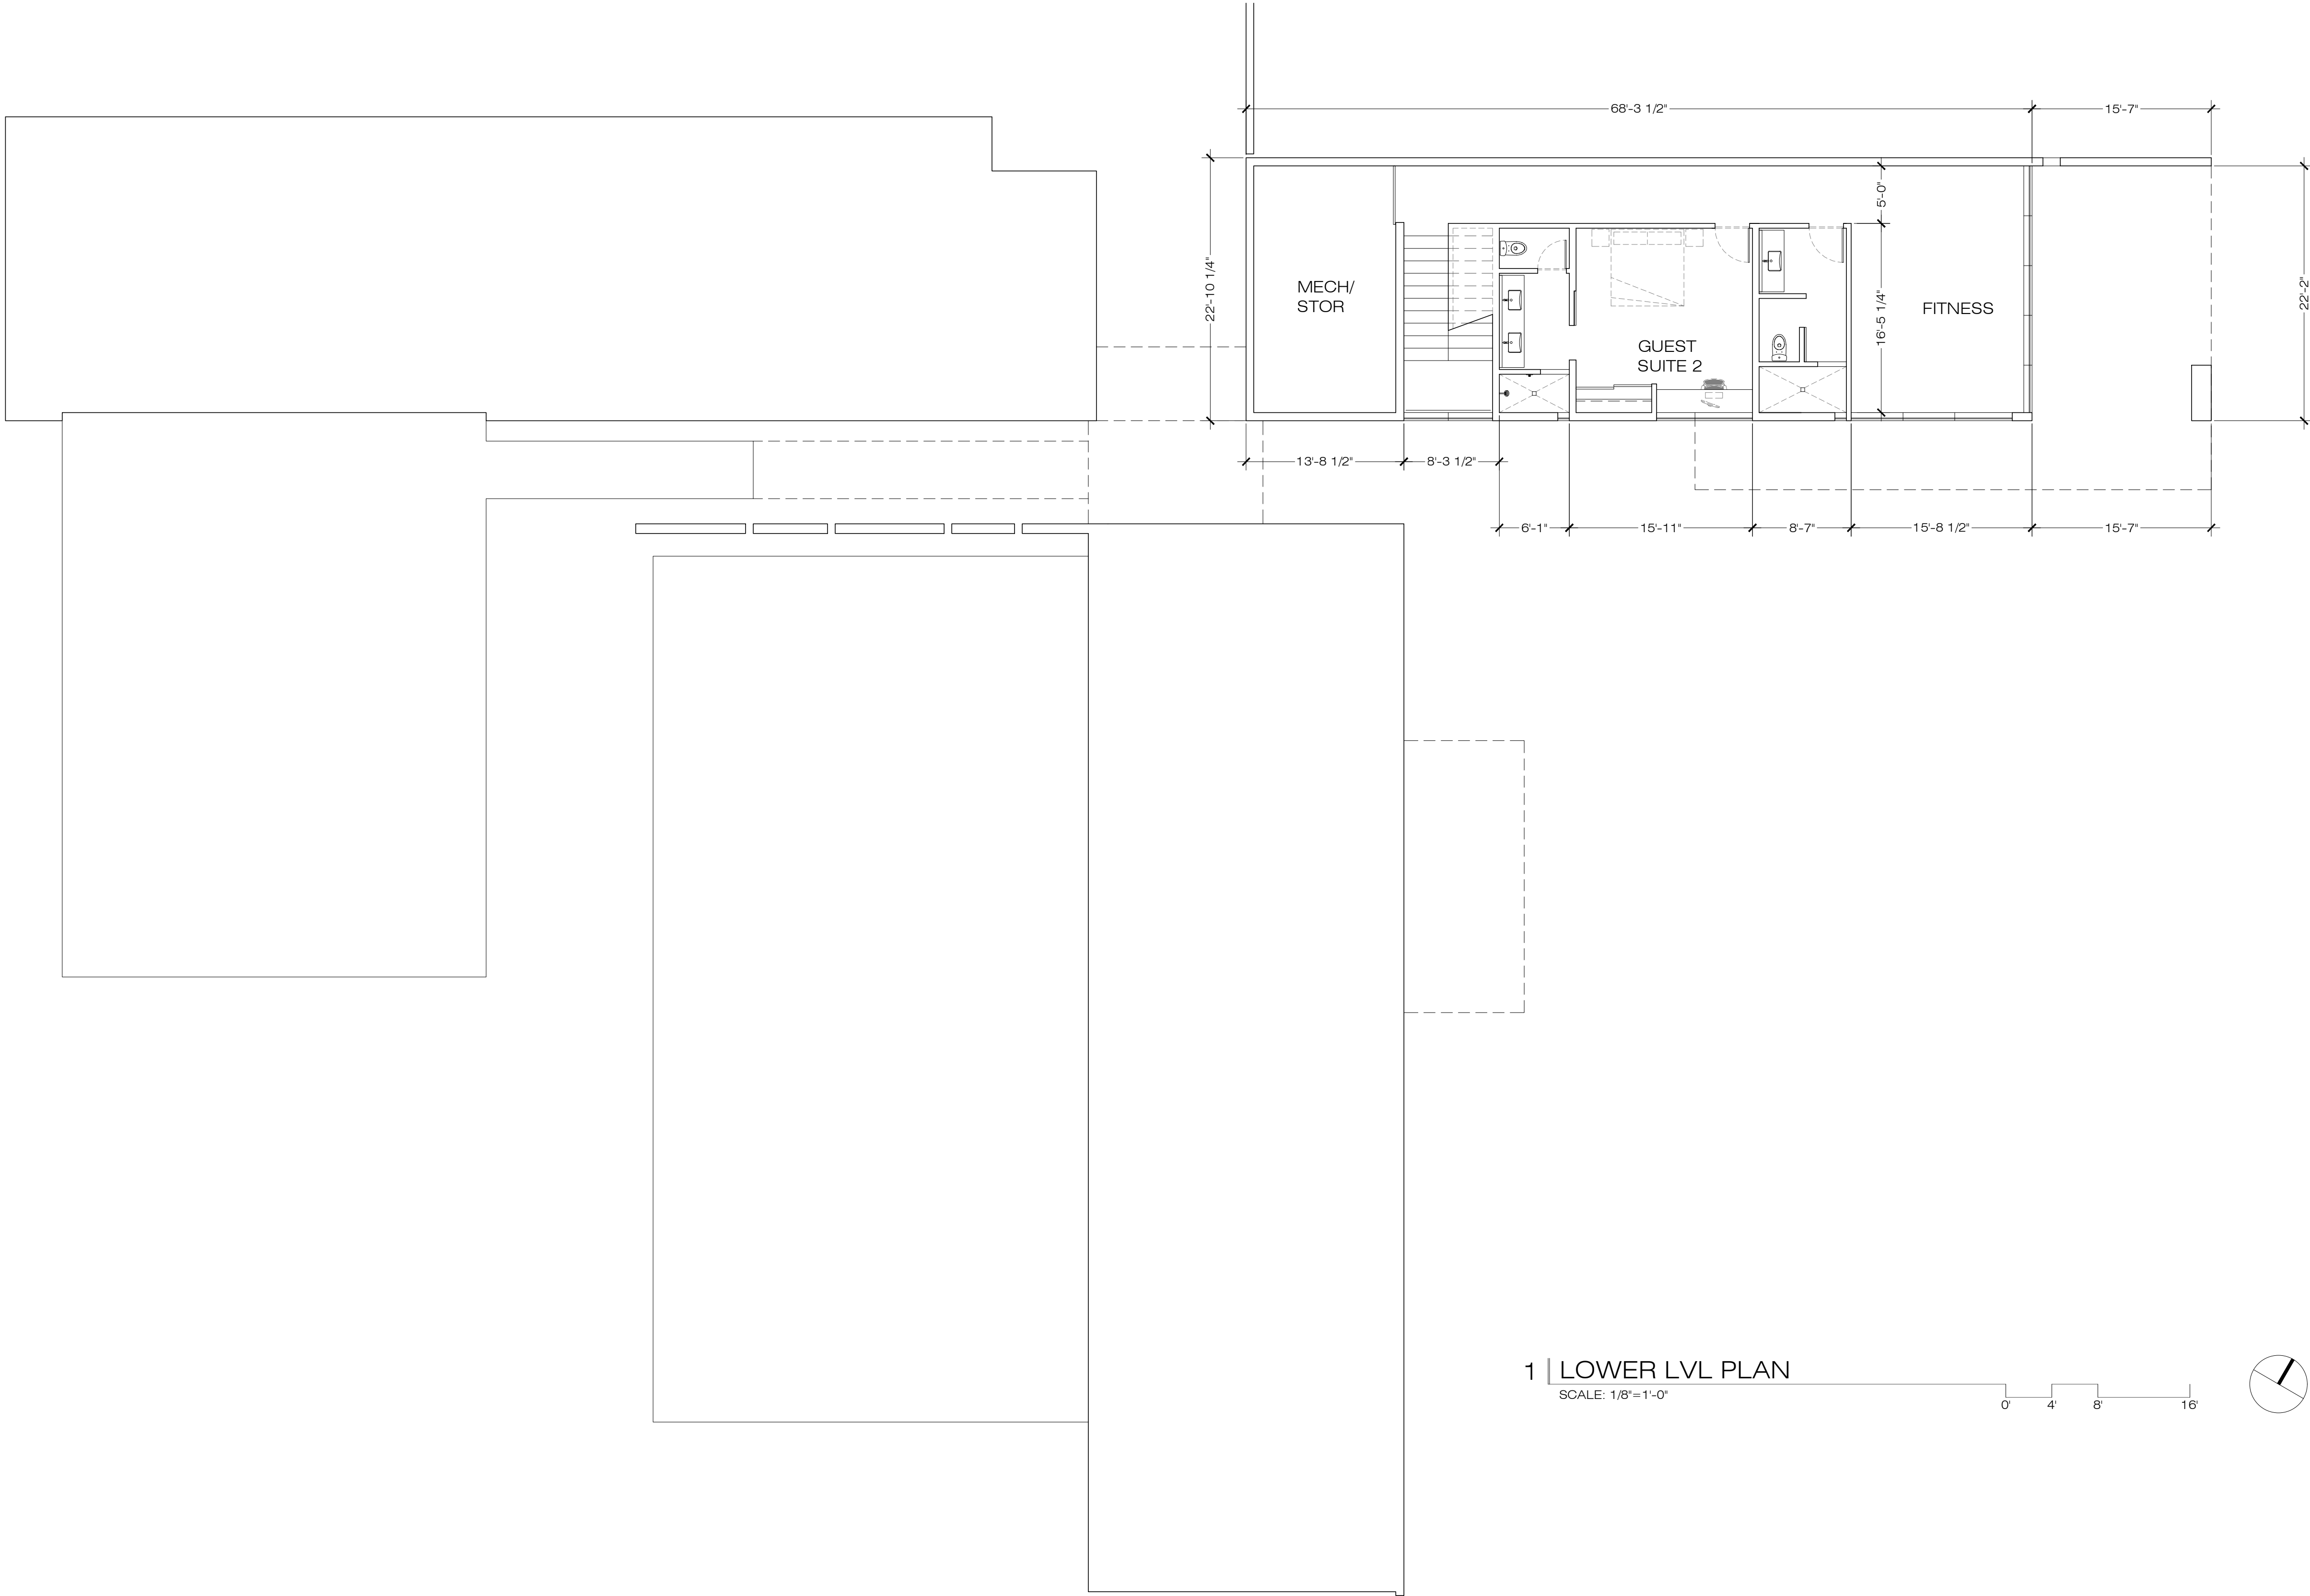 68'-3 1/2"
15'-7"
5'-0"
22'-10 1/4"
16'-5 1/4"
22'-2"
MECH/
STOR
FITNESS
GUEST
SUITE 2
13'-8 1/2"
8'-3 1/2"
6'-1"
15'-11"
8'-7"
15'-8 1/2"
15'-7"
1
LOWER LVL PLAN
SCALE: 1/8"=1'-0"
0'
4'
8'
16'